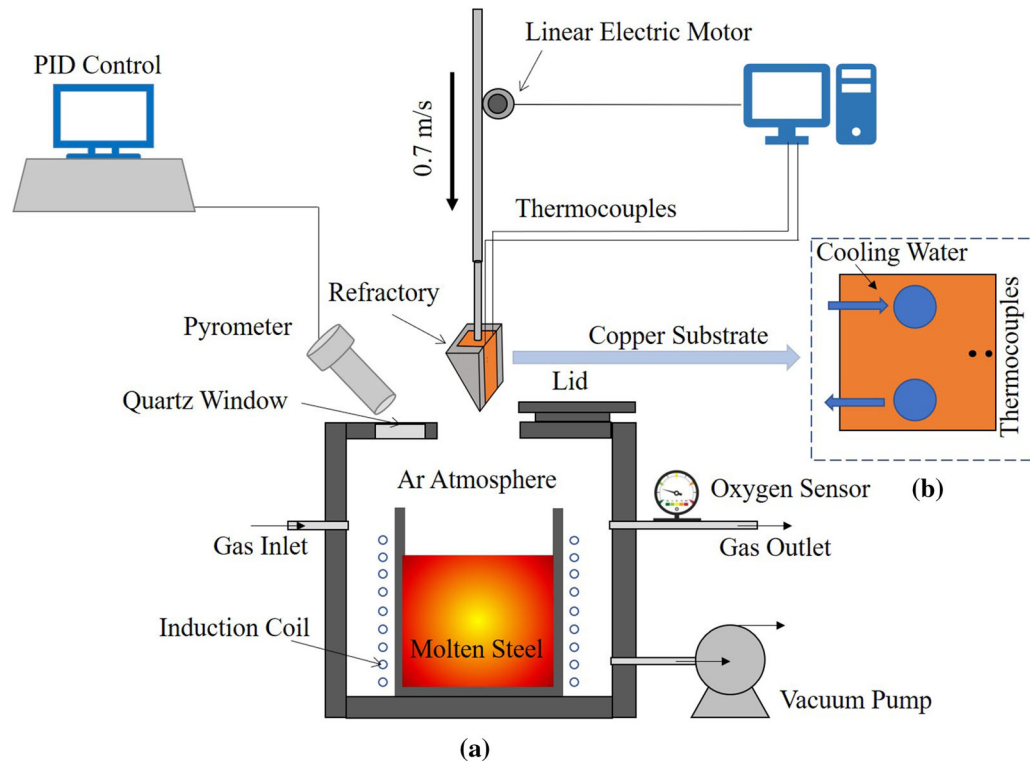 Linear Electric Motor
PID Control
0.7 m/s
Thermocouples
Cooling Water
Refractory
Pyrometer
Copper Substrate
Thermocouples
Lid
Quartz Window
Ar Atmosphere
Oxygen Sensor
(b)
Gas Inlet
Gas Outlet
Induction Coil
Molten Steel
Vacuum Pump
(a)